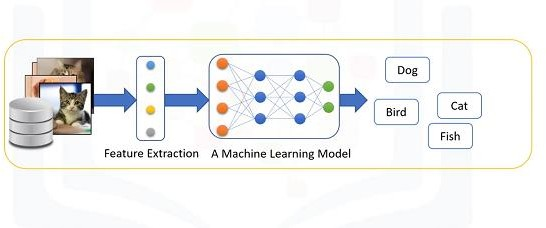 Dog
Bird
Cat
Fish
Feature Extraction
A Machine Learning Model